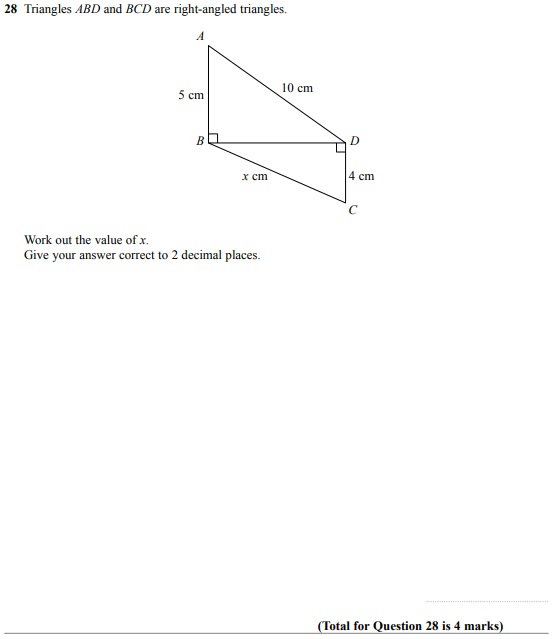 28 Triangles ABD and BCD are right-angled triangles.
A
10 cm
5 cm
B
D
x cm
4 cm
C
Work out the value of x.
Give your answer correct to 2 decimal places.
(Total for Question 28 is 4 marks)